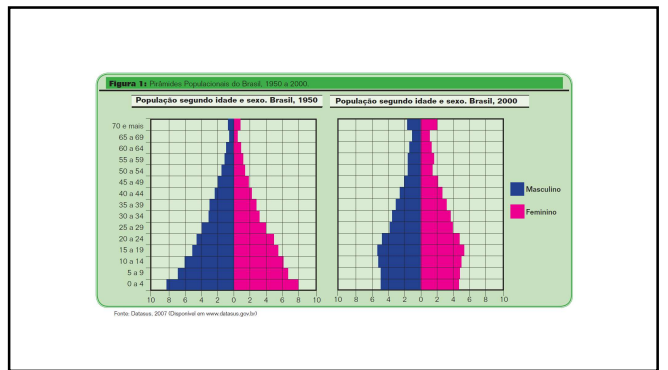 Figura 1: Pirâmides Populacionais do Brasil, 1950 a 2000.
População segundo idade e sexo. Brasil, 1950
População segundo idade e sexo. Brasil, 2000
70 e mais
65 a 69
60 a 64
55 a 59
50 a 54
45 a 49
40 a 44
35 a 39
30 a 34
25 a 29
20 a 24
15 a 19
10 a 14
5 a 9
0 a 4
10 8 6 4 2 0 2 4 6 8 10
10 8 6 4 2 0 2 4 6 8 10
Masculino
Feminino
Fonte: Datasus, 2007 (Disponível em www.datasus.gov.br)